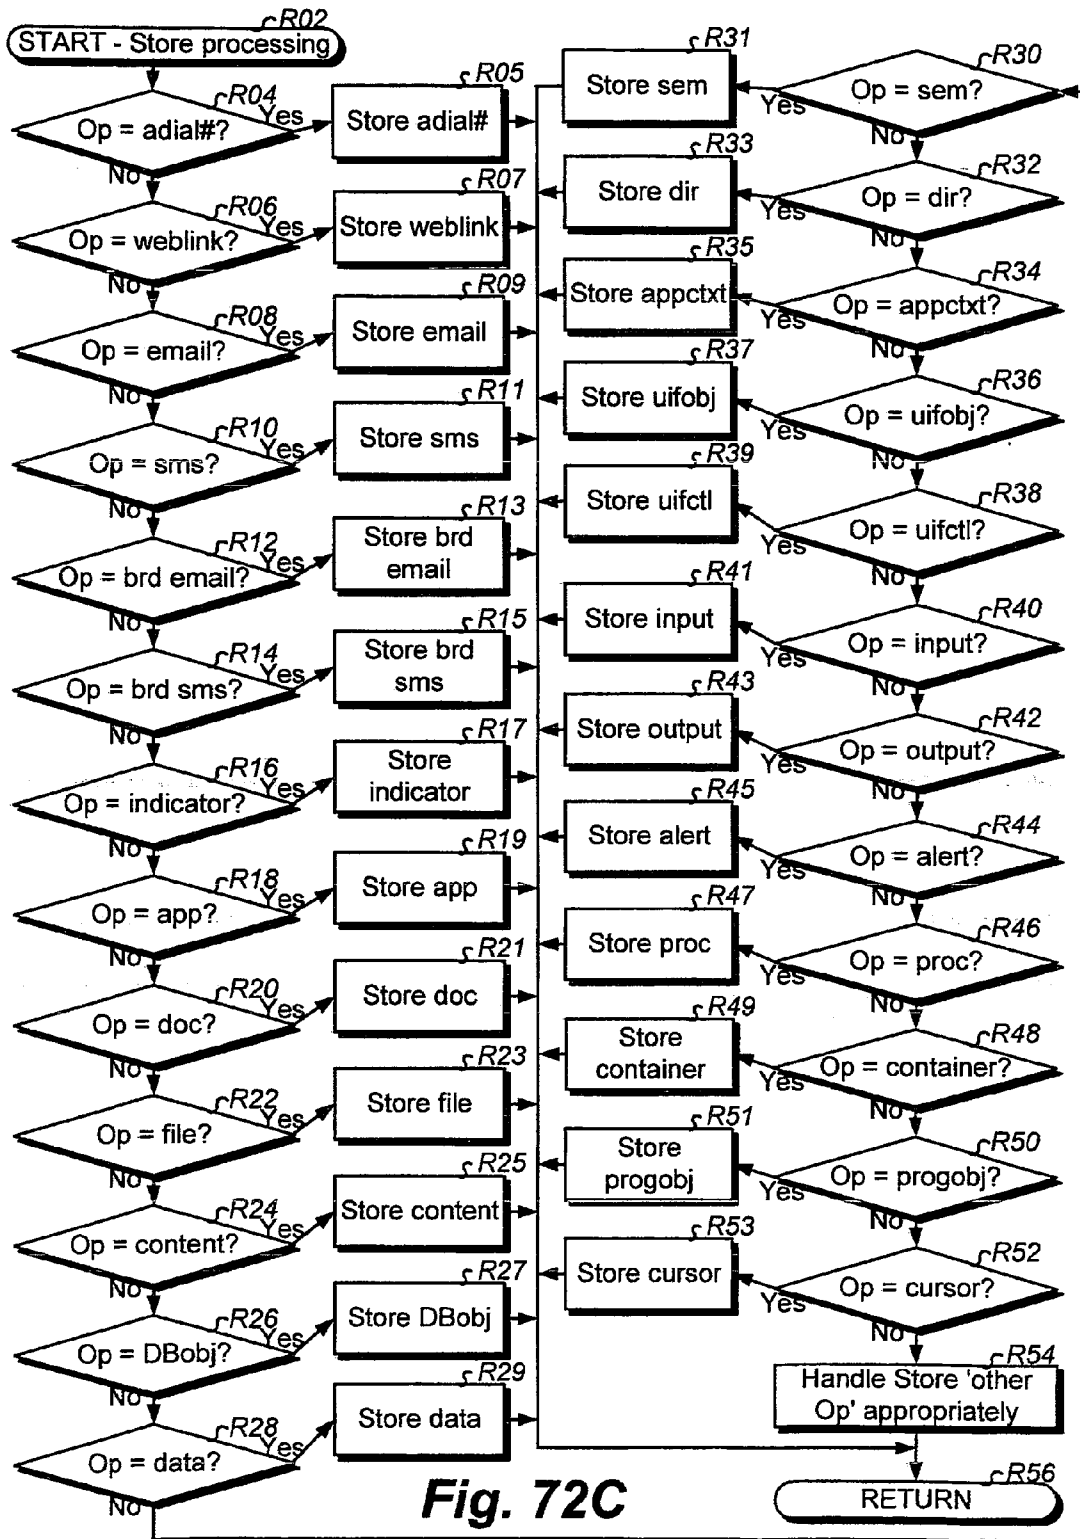 R02
START - Store processing
R04
Op = adial#?
Yes
No
R05
Store adial#
R06
Op = weblink?
Yes
No
R07
Store weblink
R08
Op = email?
Yes
No
R09
Store email
R10
Op = sms?
Yes
No
R11
Store sms
R12
Op = brd email?
Yes
No
R13
Store brd
email
R14
Op = brd sms?
Yes
No
R15
Store brd
sms
R16
Op = indicator?
Yes
No
R17
Store
indicator
R18
Op = app?
Yes
No
R19
Store app
R20
Op = doc?
Yes
No
R21
Store doc
R22
Op = file?
Yes
No
R23
Store file
R24
Op = content?
Yes
No
R25
Store content
R26
Op = DBobj?
Yes
No
R27
Store DBobj
R28
Op = data?
Yes
No
R29
Store data
R30
Op = sem?
Yes
No
R31
Store sem
R32
Op = dir?
Yes
No
R33
Store dir
R34
Op = appctxt?
Yes
No
R35
Store appctxt
R36
Op = uifobj?
Yes
No
R37
Store uifobj
R38
Op = uifctl?
Yes
No
R39
Store uifctl
R40
Op = input?
Yes
No
R41
Store input
R42
Op = output?
Yes
No
R43
Store output
R44
Op = alert?
Yes
No
R45
Store alert
R46
Op = proc?
Yes
No
R47
Store proc
R48
Op = container?
Yes
No
R49
Store
container
R50
Op = progobj?
Yes
No
R51
Store
progobj
R52
Op = cursor?
Yes
No
R53
Store cursor
R54
Handle Store 'other
Op' appropriately
R56
RETURN
Fig. 72C